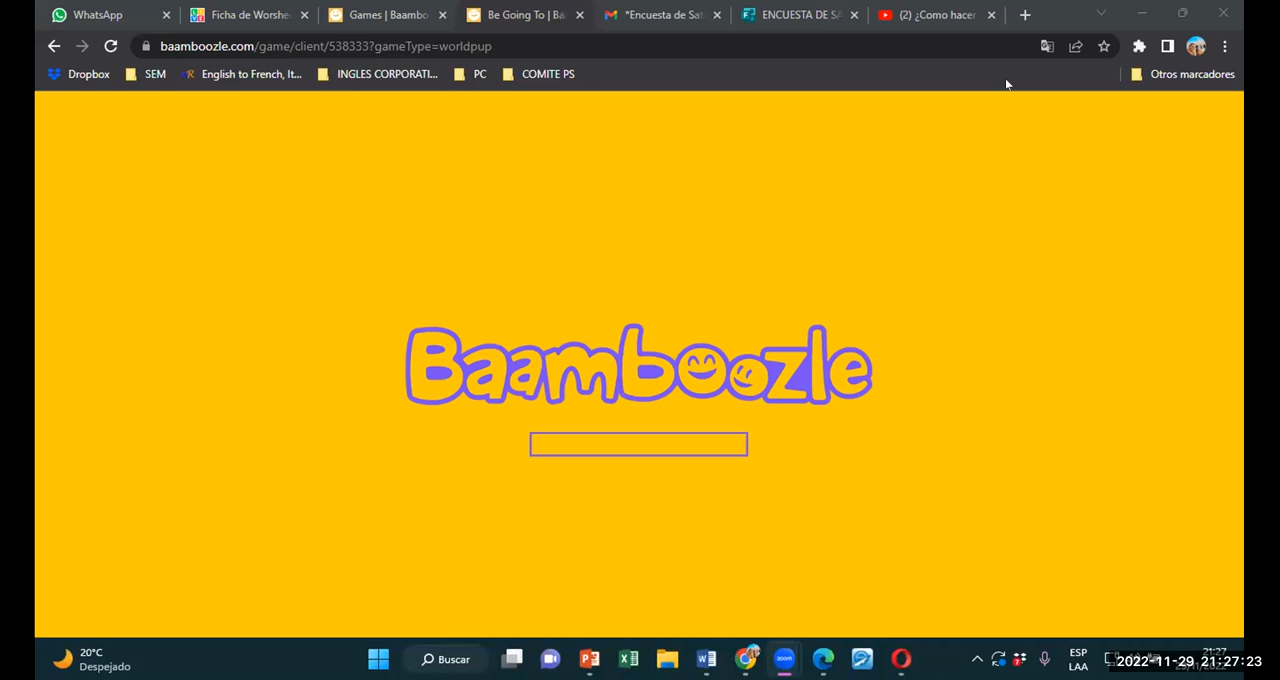 WhatsApp
Ficha de Worshe
Games | Baambo
Be Going To | Ba
*Encuesta de Sat
ENCUESTA DE SA
(2) ¿Como hacer
baamboozle.com/game/client/538333?gameType=worldpup
Dropbox
SEM
English to French, It...
INGLES CORPORATI...
PC
COMITE PS
Otros marcadores
Baamboozle
20°C
Despejado
Buscar
ESP
LAA
21:27
2022-11-29 21:27:23